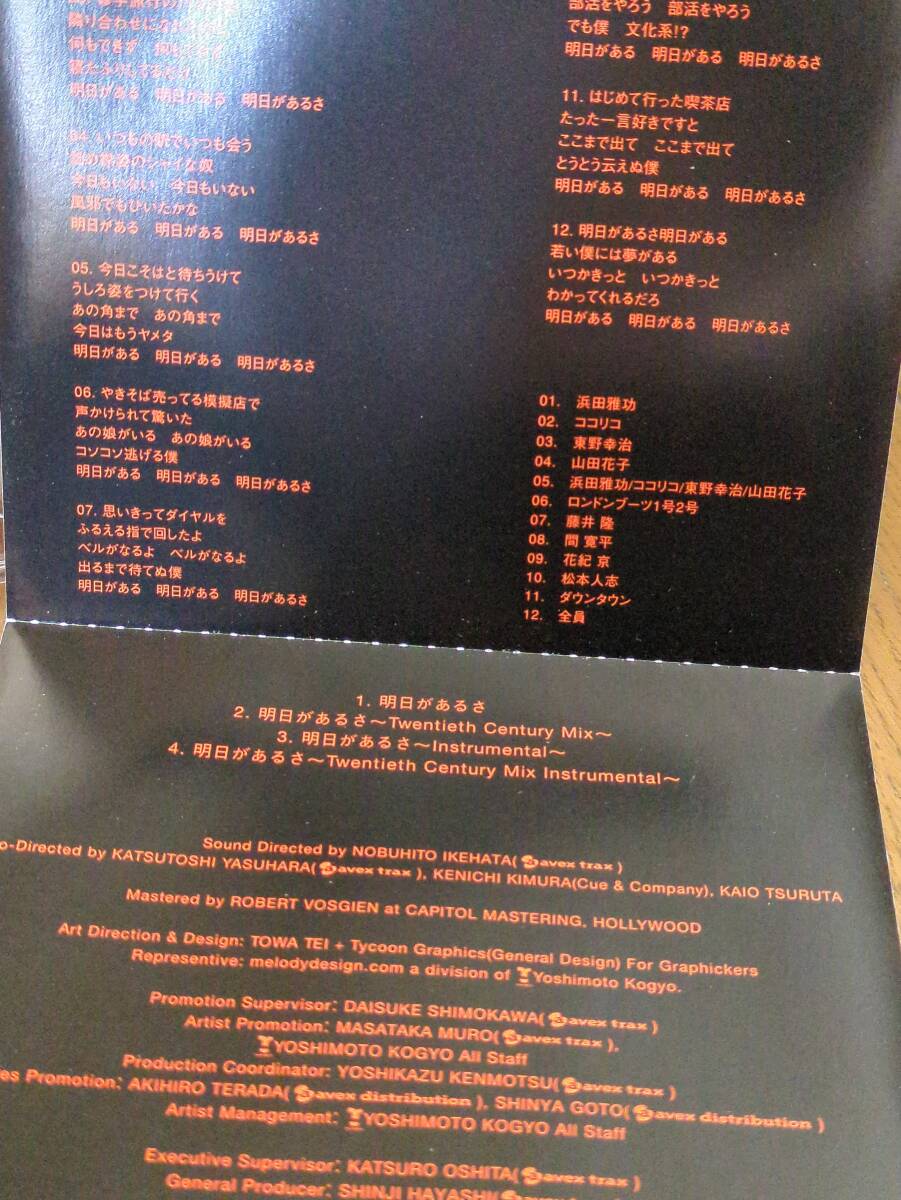 隣り合わせに
何もできず
寝たふりしてるだけ
明日がある 明日がある 明日があるさ
04. いつもの駅でいつも会う
今日もいない 今日もいない
風邪でもひいたかな
明日がある 明日がある 明日があるさ
05. 今日こそはと待ちうけて
うしろ姿をつけて行く
あの角まで あの角まで
今日はもうヤメタ
明日がある 明日がある 明日があるさ
06. やきそば売ってる模擬店で
声かけられて驚いた
あの娘がいる あの娘がいる
コソコソ逃げる僕
明日がある 明日がある 明日があるさ
07. 思いきってダイヤルを
ふるえる指で回したよ
ベルがなるよ ベルがなるよ
出るまで待てぬ僕
明日がある 明日がある 明日があるさ
部活をやろう 部活をやろう
でも僕 文化系!?
明日がある 明日がある 明日があるさ
11. はじめて行った喫茶店
たった一言好きですと
ここまで出て ここまで出て
とうとう云えぬ僕
明日がある 明日がある 明日があるさ
12. 明日があるさ明日がある
若い僕には夢がある
いつかきっと いつかきっと
わかってくれるだろ
明日がある 明日がある 明日があるさ
01. 浜田雅功
02. ココリコ
03. 東野幸治
04. 山田花子
05. 浜田雅功/ココリコ/東野幸治/山田花子
06. ロンドンブーツ1号2号
07. 藤井 隆
08. 間 寛平
09. 花紀 京
10. 松本人志
11. ダウンタウン
12. 全員
1. 明日があるさ
2. 明日があるさ～Twentieth Century Mix～
3. 明日があるさ～Instrumental～
4. 明日があるさ～Twentieth Century Mix Instrumental～
Sound Directed by NOBUHITO IKEHATA( avex trax )
o-Directed by KATSUTOSHI YASUHARA( avex trax ), KENICHI KIMURA(Cue & Company), KAIO TSURUTA
Mastered by ROBERT VOSGIEN at CAPITOL MASTERING, HOLLYWOOD
Art Direction & Design: TOWA TEI + Tycoon Graphics(General Design) For Graphickers
Representive: melodydesign.com a division of Yoshimoto Kogyo.
Promotion Supervisor: DAISUKE SHIMOKAWA( avex trax )
Artist Promotion: MASATAKA MURO( avex trax ),
YOSHIMOTO KOGYO All Staff
Production Coordinator: YOSHIKAZU KENMOTSU( avex trax )
es Promotion: AKIHIRO TERADA( avex distribution ), SHINYA GOTO( avex distribution )
Artist Management: YOSHIMOTO KOGYO All Staff
Executive Supervisor: KATSURO OSHITA( avex trax )
General Producer: SHINJI HAYASHI( avex trax